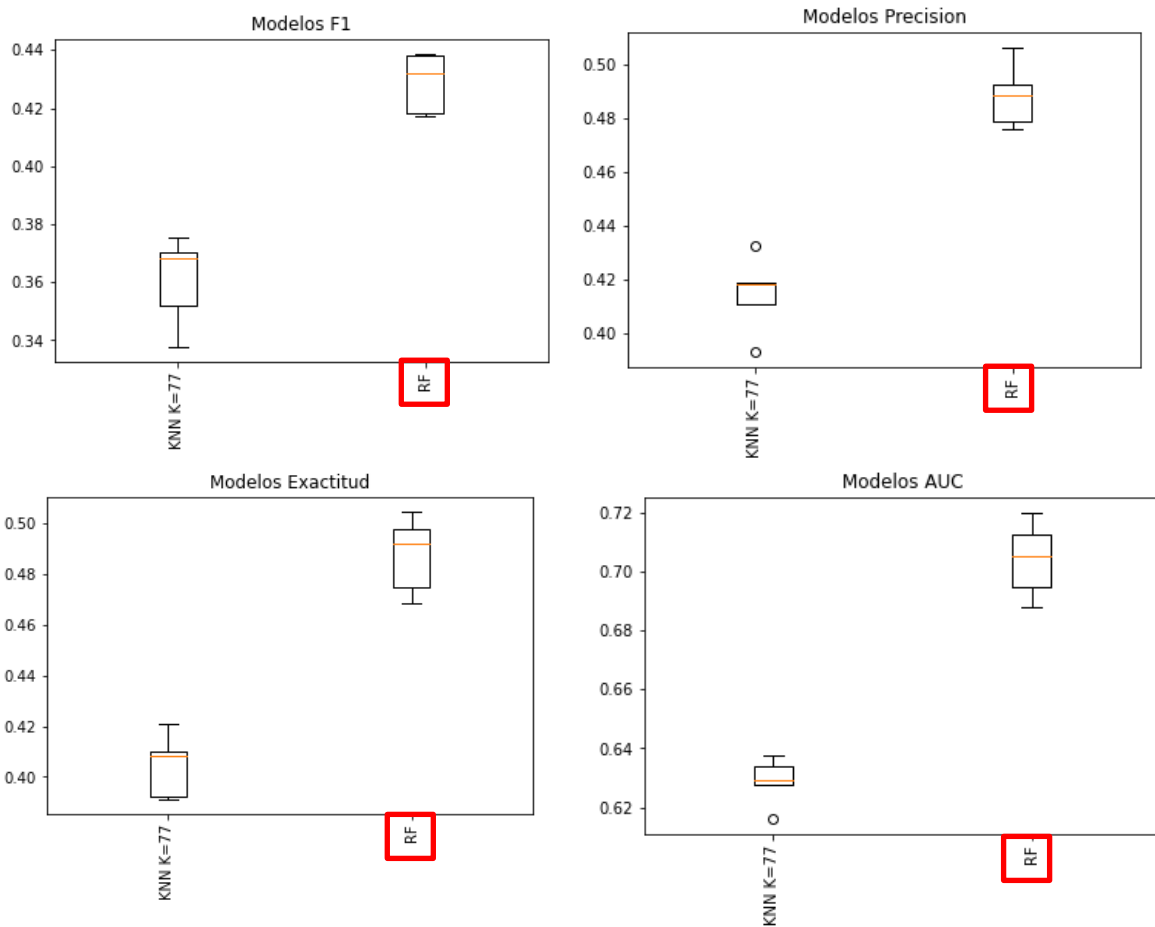 Modelos F1
0.44
0.42
0.40
0.38
0.36
0.34
KNN K=77
RF
Modelos Precision
0.50
0.48
0.46
0.44
0.42
0.40
KNN K=77
RF
Modelos Exactitud
0.50
0.48
0.46
0.44
0.42
0.40
KNN K=77
RF
Modelos AUC
0.72
0.70
0.68
0.66
0.64
0.62
KNN K=77
RF